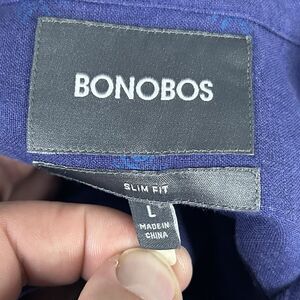 BONOBOS
SLIM FIT
L
MADE IN
CHINA